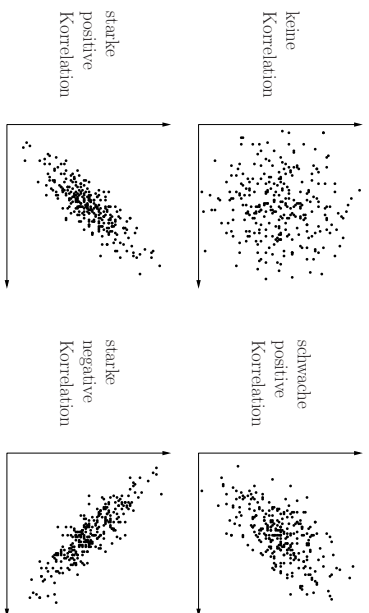 keine
Korrelation
schwache
positive
Korrelation
starke
positive
Korrelation
starke
negative
Korrelation